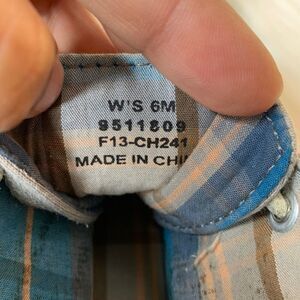 W'S 6M
9511809
F13-CH241
MADE IN CHI